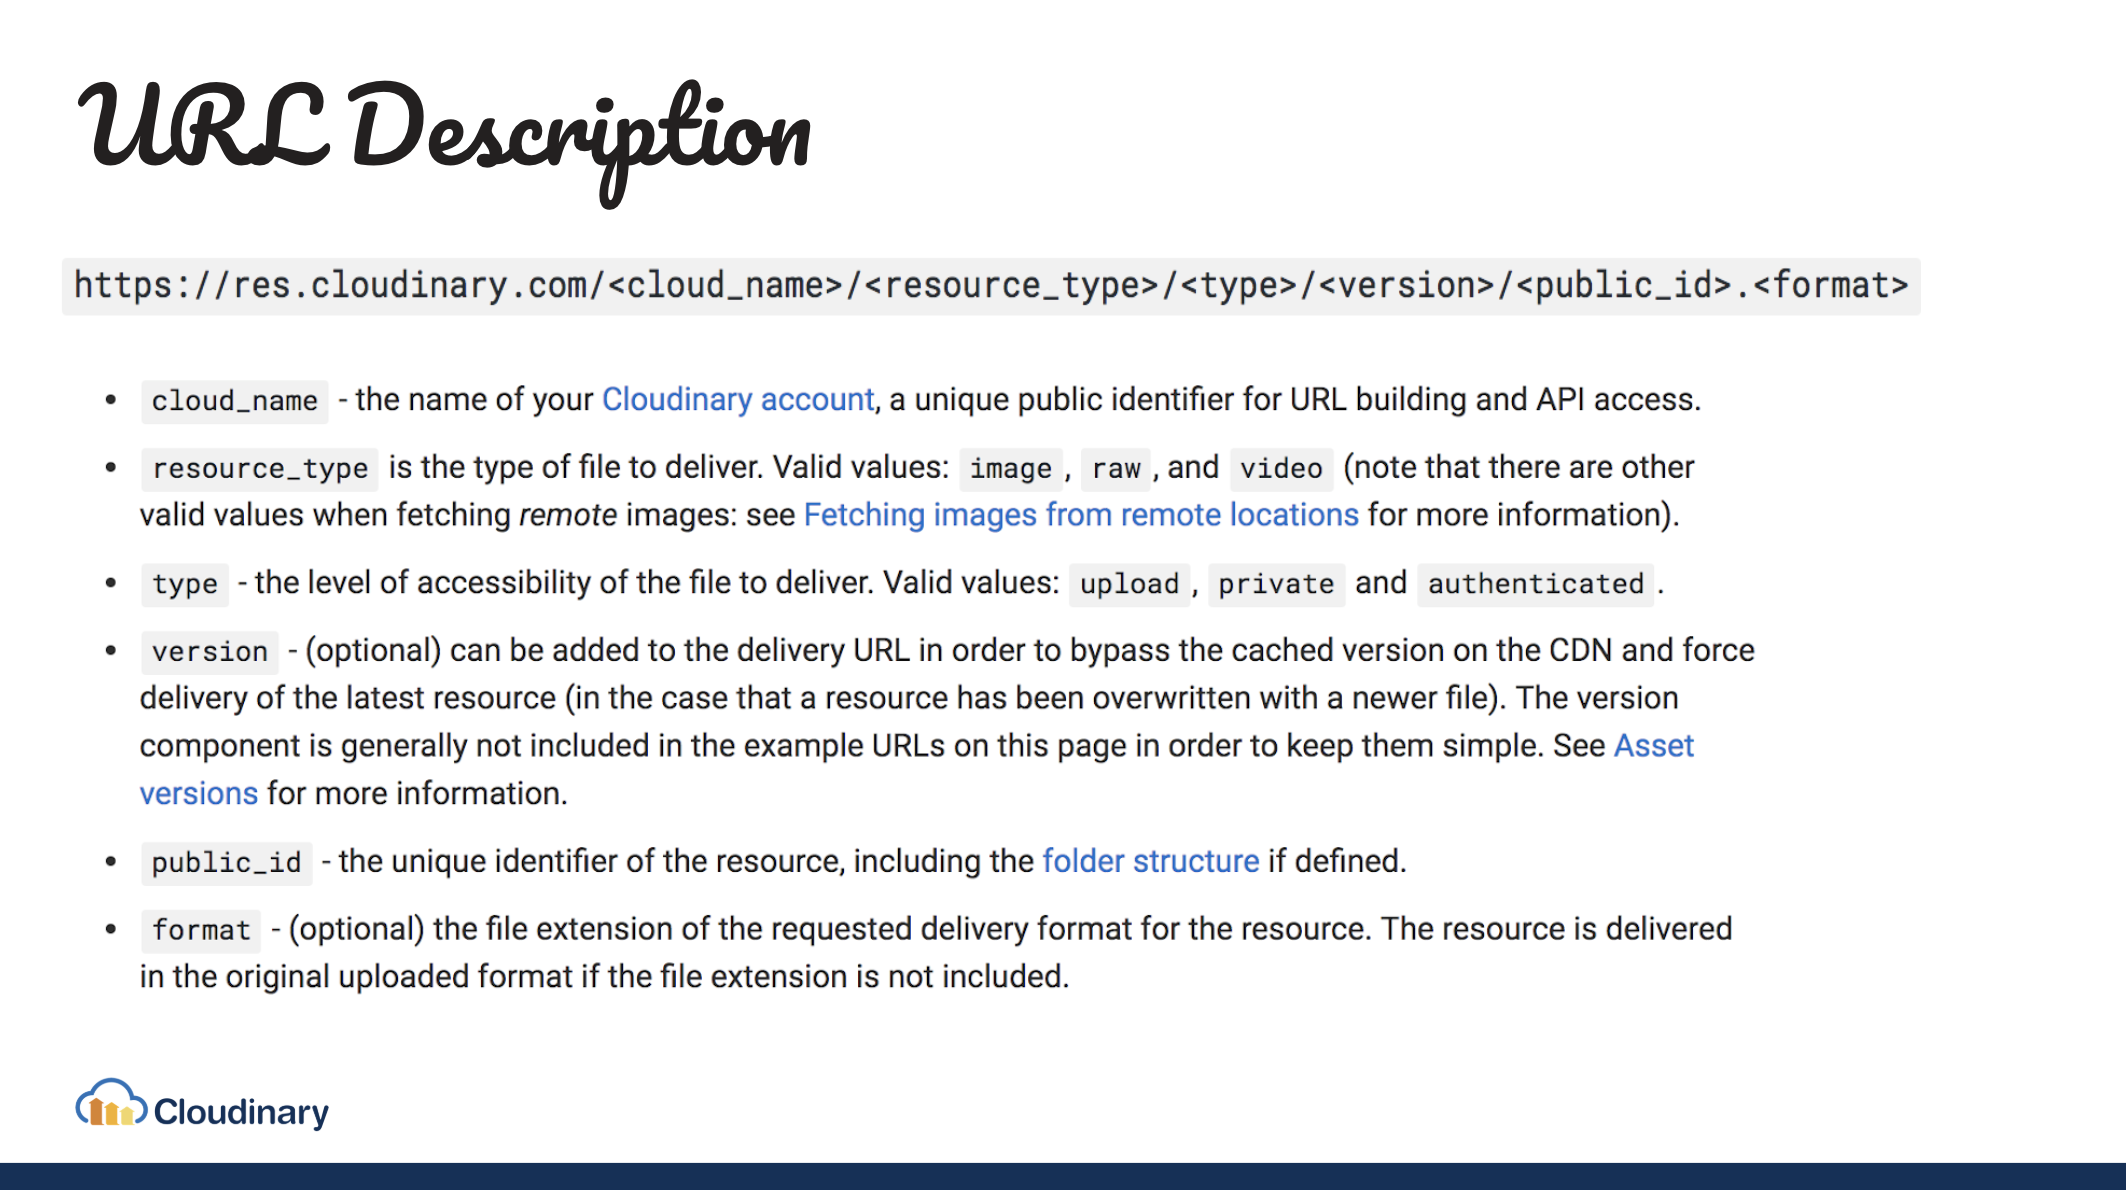 URL Description
https://res.cloudinary.com/<cloud_name>/<resource_type>/<type>/<version>/<public_id>.<format>
• cloud_name - the name of your Cloudinary account, a unique public identifier for URL building and API access.
• resource_type is the type of file to deliver. Valid values: image, raw, and video (note that there are other
valid values when fetching remote images: see Fetching images from remote locations for more information).
• type - the level of accessibility of the file to deliver. Valid values: upload, private and authenticated.
• version - (optional) can be added to the delivery URL in order to bypass the cached version on the CDN and force
delivery of the latest resource (in the case that a resource has been overwritten with a newer file). The version
component is generally not included in the example URLs on this page in order to keep them simple. See Asset
versions for more information.
• public_id - the unique identifier of the resource, including the folder structure if defined.
• format - (optional) the file extension of the requested delivery format for the resource. The resource is delivered
in the original uploaded format if the file extension is not included.
Cloudinary